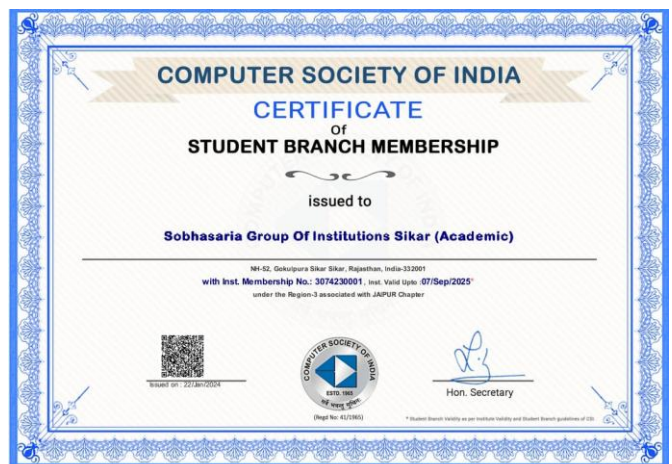 COMPUTER SOCIETY OF INDIA
CERTIFICATE
Of
STUDENT BRANCH MEMBERSHIP
issued to
Sobhasaria Group Of Institutions Sikar (Academic)
NH-52, Gokulpura Sikar Sikar, Rajasthan, India-332001
with Inst. Membership No.: 3074230001, Inst. Valid Upto :07/Sep/2025*
under the Region-3 associated with JAIPUR Chapter
Issued on : 22/Jan/2024
COMPUTER SOCIETY OF INDIA
ESTD. 1965
(Regd No: 41/1965)
Hon. Secretary
* Student Branch Validity as per Institute Validity and Student Branch guidelines of CSI